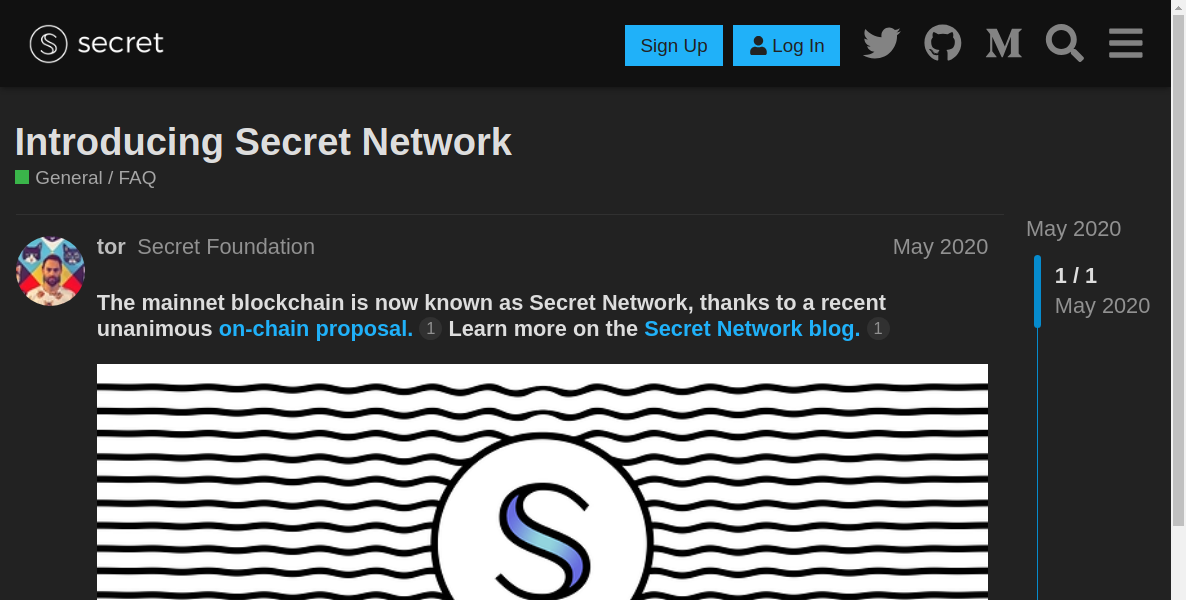 secret
Sign Up
Log In
Introducing Secret Network
General / FAQ
tor Secret Foundation
May 2020
The mainnet blockchain is now known as Secret Network, thanks to a recent
unanimous on-chain proposal. 1 Learn more on the Secret Network blog. 1
May 2020
1 / 1
May 2020